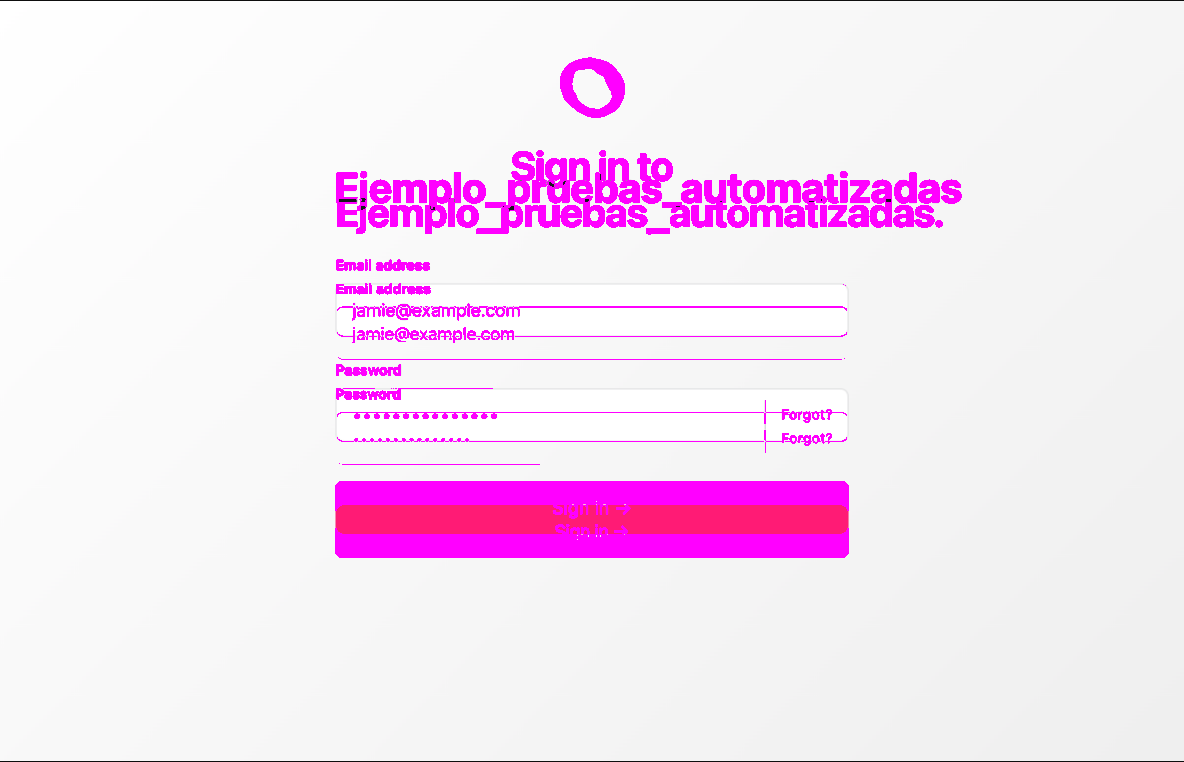 Sign in to
Ejemplo_pruebas_automatizadas
Ejemplo_pruebas_automatizadas.
Email address
Email address
jamie@example.com
jamie@example.com
Password
Password
Forgot?
Forgot?
Sign in →
Sign in →